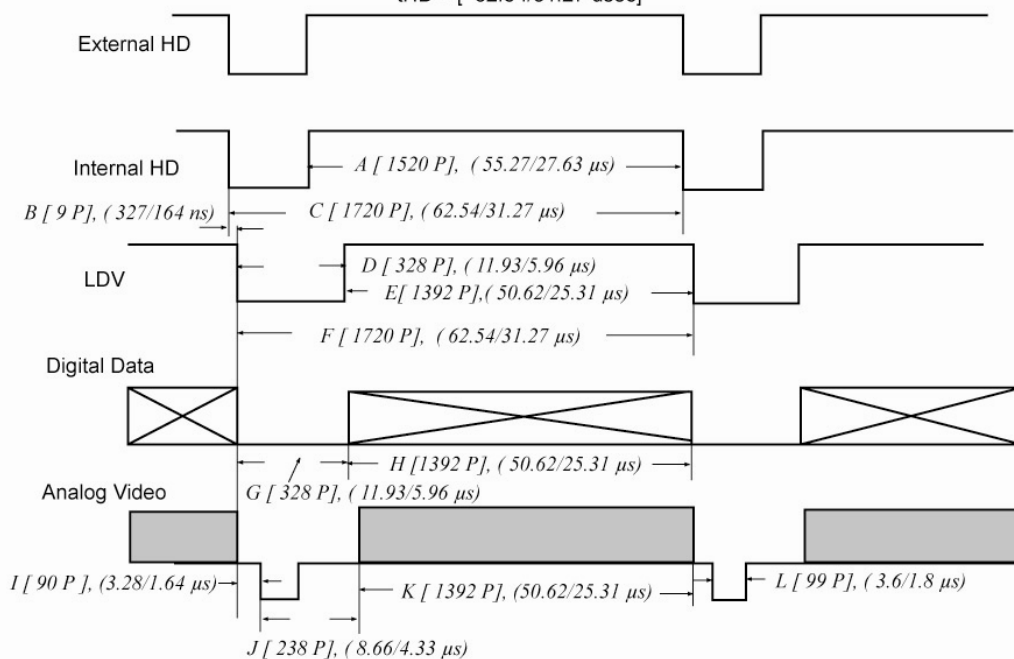 External HD
Internal HD
A [ 1520 P],  ( 55.27/27.63 µs)
B [ 9 P], ( 327/164 ns)
C [ 1720 P], ( 62.54/31.27 µs)
LDV
D [ 328 P], ( 11.93/5.96 µs)
E[ 1392 P],( 50.62/25.31 µs)
F [ 1720 P],  ( 62.54/31.27 µs)
Digital Data
H [1392 P], ( 50.62/25.31 µs)
G [ 328 P], ( 11.93/5.96 µs)
Analog Video
I [ 90 P ], (3.28/1.64 µs)
K [ 1392 P], (50.62/25.31 µs)
L [ 99 P], ( 3.6/1.8 µs)
J [ 238 P], ( 8.66/4.33 µs)